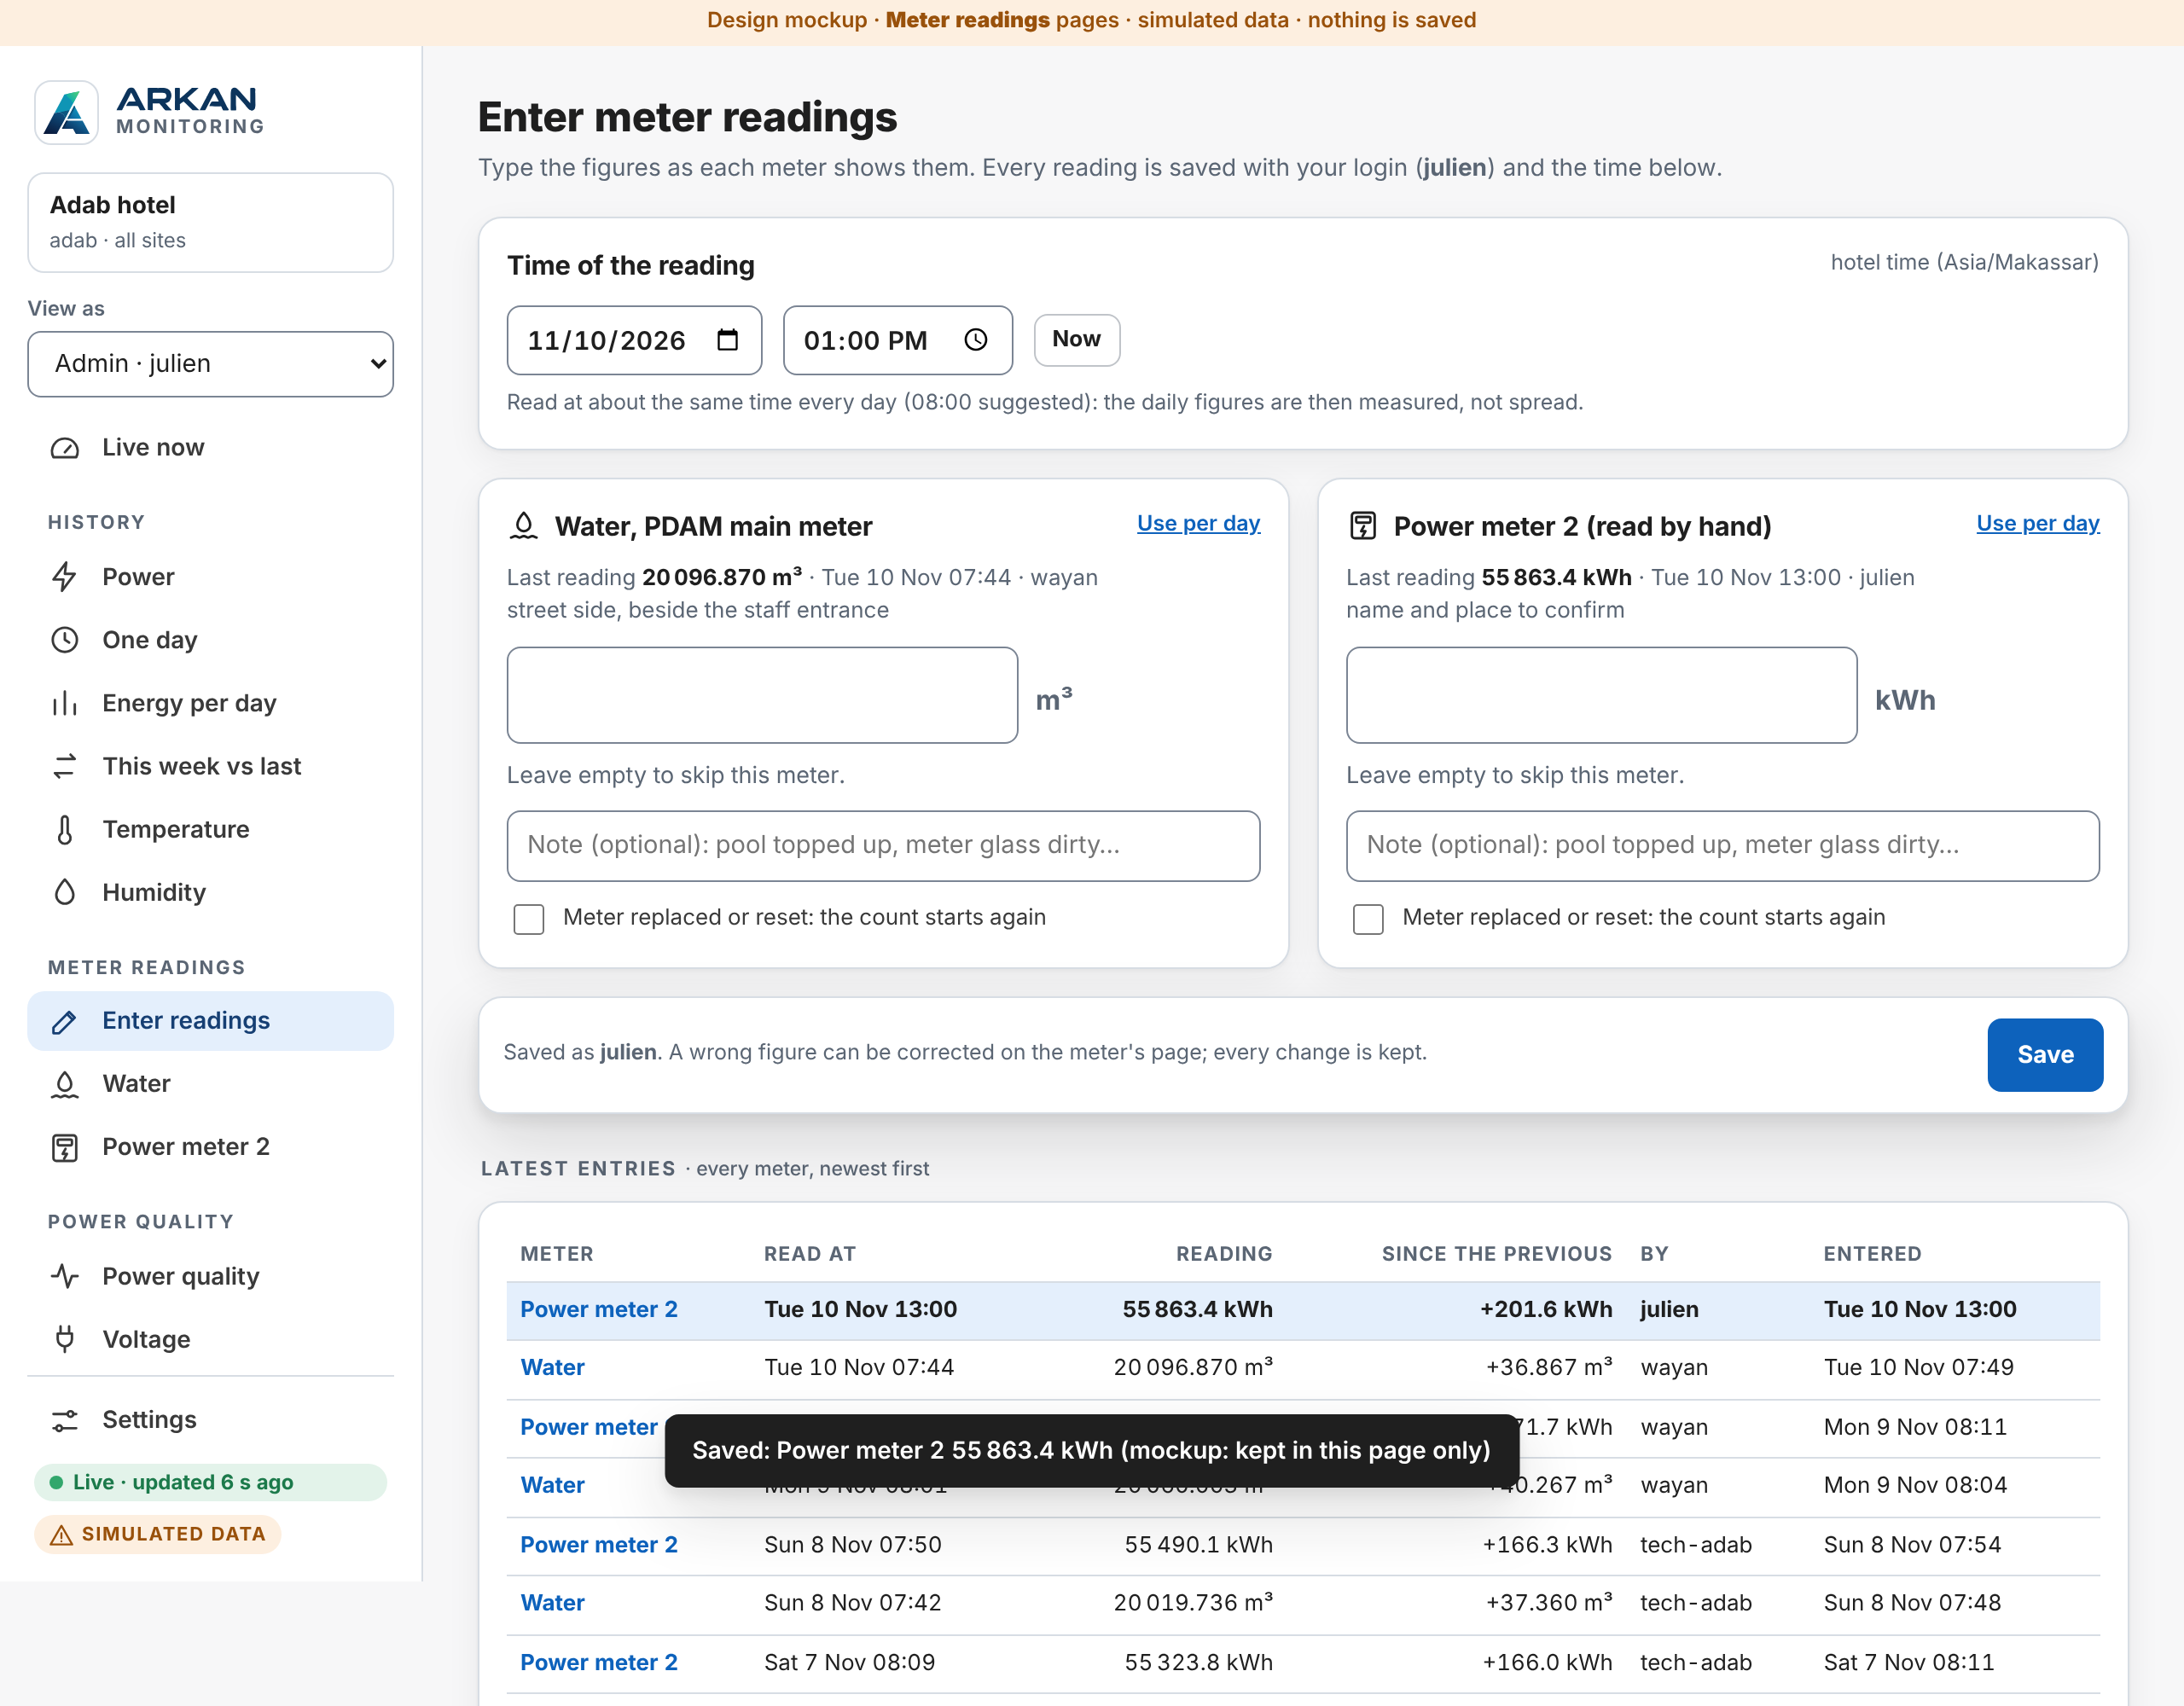 Design mockup · Meter readings pages · simulated data · nothing is saved
ARKAN
MONITORING
Adab hotel
adab · all sites
View as
Admin · julien
Live now
HISTORY
Power
One day
Energy per day
This week vs last
Temperature
Humidity
METER READINGS
Enter readings
Water
Power meter 2
POWER QUALITY
Power quality
Voltage
Settings
Live · updated 6 s ago
SIMULATED DATA
Enter meter readings
Type the figures as each meter shows them. Every reading is saved with your login (julien) and the time below.
Time of the reading
hotel time (Asia/Makassar)
11/10/2026
01:00 PM
Now
Read at about the same time every day (08:00 suggested): the daily figures are then measured, not spread.
Water, PDAM main meter
Use per day
Last reading 20 096.870 m³ · Tue 10 Nov 07:44 · wayan
street side, beside the staff entrance
m³
Leave empty to skip this meter.
Note (optional): pool topped up, meter glass dirty...
Meter replaced or reset: the count starts again
Power meter 2 (read by hand)
Use per day
Last reading 55 863.4 kWh · Tue 10 Nov 13:00 · julien
name and place to confirm
kWh
Leave empty to skip this meter.
Note (optional): pool topped up, meter glass dirty...
Meter replaced or reset: the count starts again
Saved as julien. A wrong figure can be corrected on the meter's page; every change is kept.
Save
LATEST ENTRIES · every meter, newest first
METER READ AT READING SINCE THE PREVIOUS BY ENTERED
Power meter 2 Tue 10 Nov 13:00 55 863.4 kWh +201.6 kWh julien Tue 10 Nov 13:00
Water Tue 10 Nov 07:44 20 096.870 m³ +36.867 m³ wayan Tue 10 Nov 07:49
Power meter kWh wayan Mon 9 Nov 08:11
Saved: Power meter 2 55 863.4 kWh (mockup: kept in this page only)
Water m³ wayan Mon 9 Nov 08:04
Power meter 2 Sun 8 Nov 07:50 55 490.1 kWh +166.3 kWh tech-adab Sun 8 Nov 07:54
Water Sun 8 Nov 07:42 20 019.736 m³ +37.360 m³ tech-adab Sun 8 Nov 07:48
Power meter 2 Sat 7 Nov 08:09 55 323.8 kWh +166.0 kWh tech-adab Sat 7 Nov 08:11